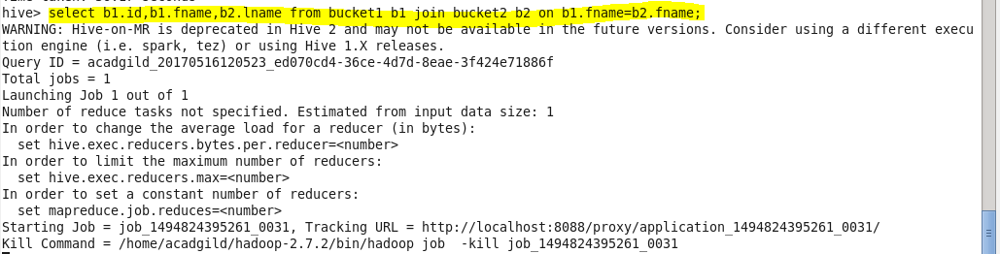 hive> select b1.id,b1.fname,b2.lname from bucket1 b1 join bucket2 b2 on b1.fname=b2.fname;
WARNING: Hive-on-MR is deprecated in Hive 2 and may not be available in the future versions. Consider using a different execu
tion engine (i.e. spark, tez) or using Hive 1.X releases.
Query ID = acadgild_20170516120523_ed070cd4-36ce-4d7d-8eae-3f424e71886f
Total jobs = 1
Launching Job 1 out of 1
Number of reduce tasks not specified. Estimated from input data size: 1
In order to change the average load for a reducer (in bytes):
  set hive.exec.reducers.bytes.per.reducer=<number>
In order to limit the maximum number of reducers:
  set hive.exec.reducers.max=<number>
In order to set a constant number of reducers:
  set mapreduce.job.reduces=<number>
Starting Job = job_1494824395261_0031, Tracking URL = http://localhost:8088/proxy/application_1494824395261_0031/
Kill Command = /home/acadgild/hadoop-2.7.2/bin/hadoop job  -kill job_1494824395261_0031